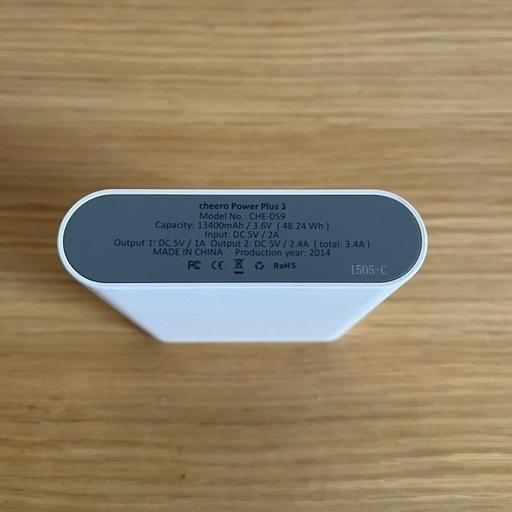 cheero Power Plus 3
Model No.: CHE-059
Capacity: 13400mAh / 3.6V ( 48.24 Wh )
Input: DC 5V / 2A
Output 1: DC 5V / 1A Output 2: DC 5V / 2.4A ( total: 3.4A )
MADE IN CHINA Production year: 2014
FC CE RoHS
1505-C